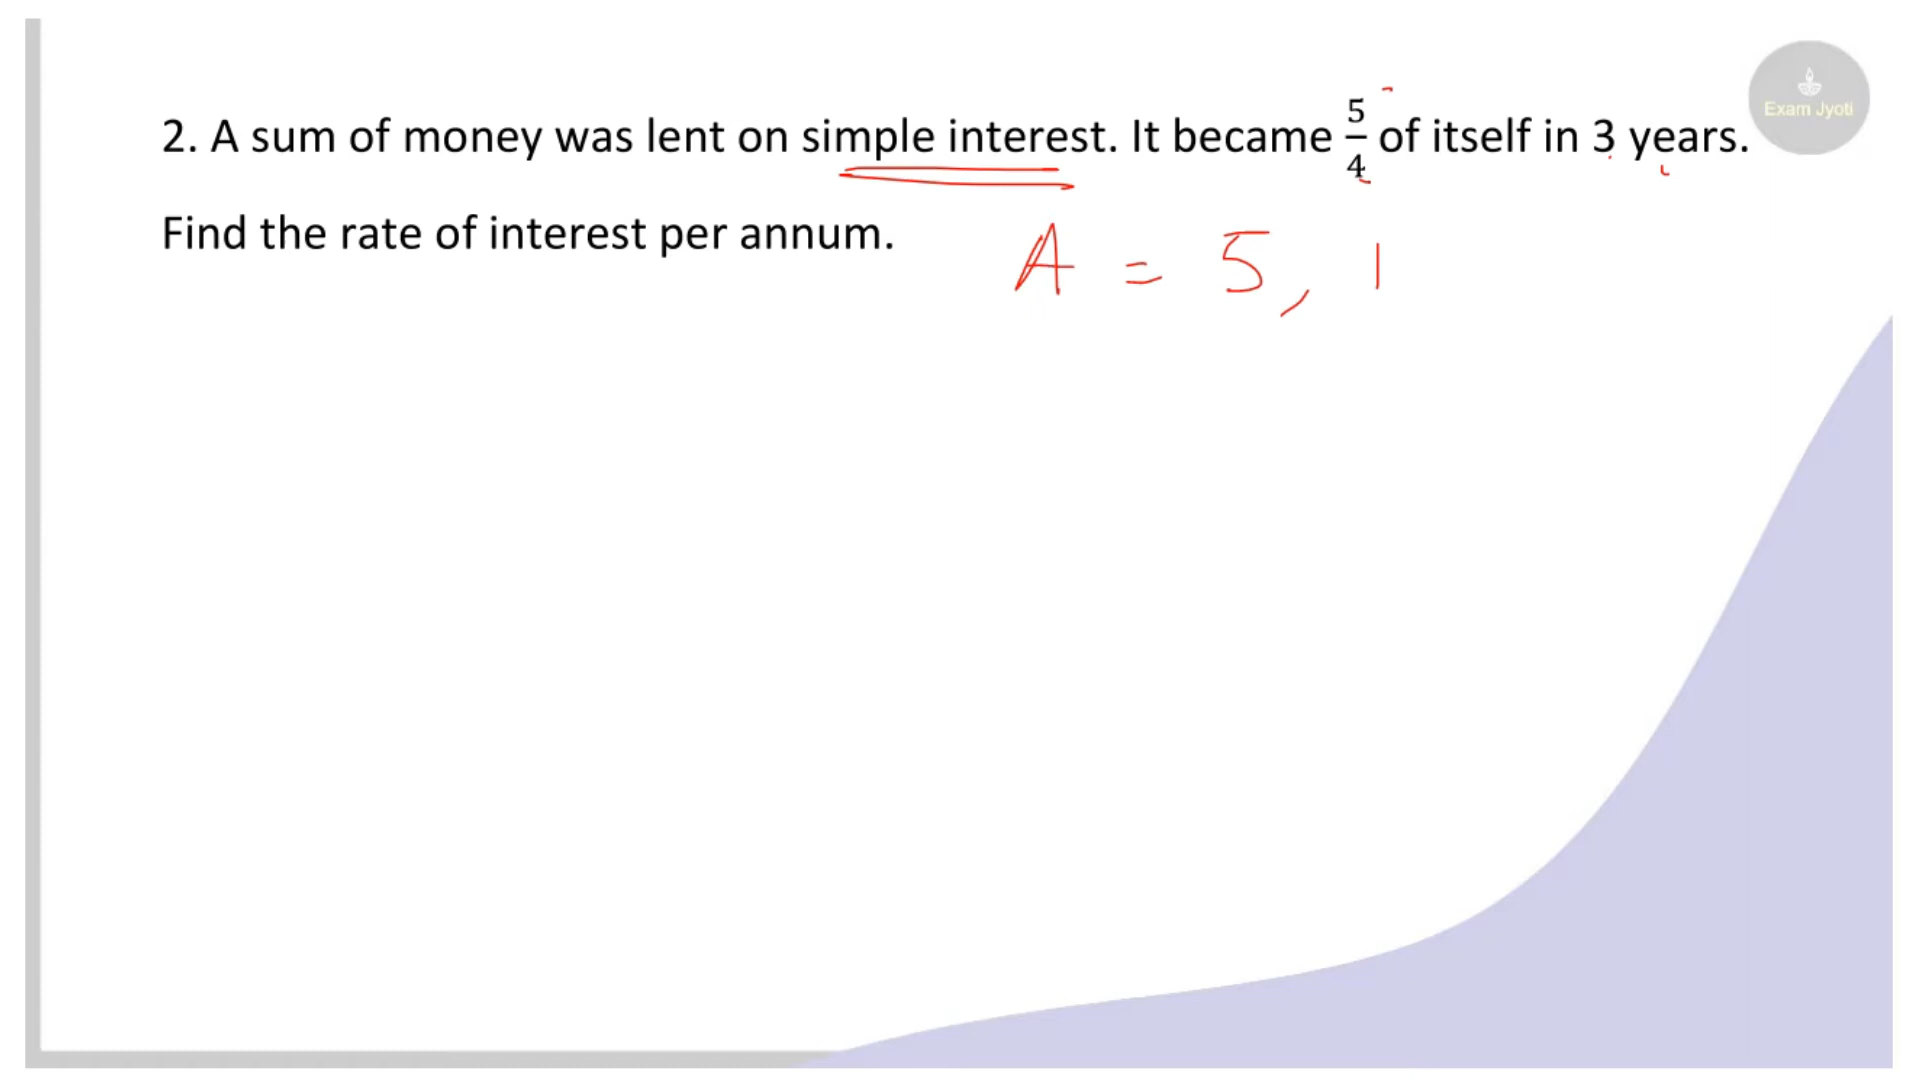 2. A sum of money was lent on simple interest. It became 5/4 of itself in 3 years.
Find the rate of interest per annum.
A = 5,
Exam Jyoti